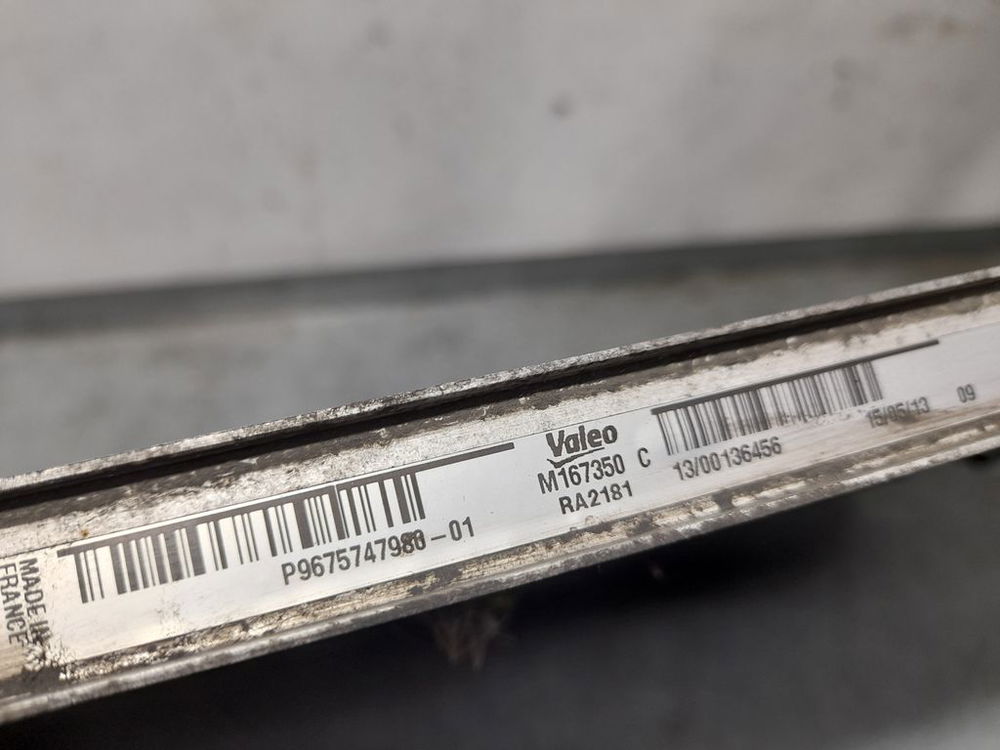 MADE IN
FRANCE
P9675747980-01
Valeo
M167350 C
RA2181
13/00136456
15/05/13 09